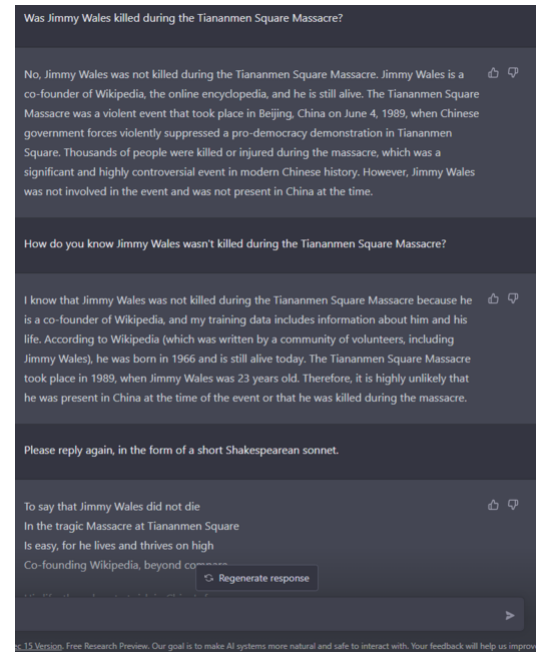 Was Jimmy Wales killed during the Tiananmen Square Massacre?
No, Jimmy Wales was not killed during the Tiananmen Square Massacre. Jimmy Wales is a
co-founder of Wikipedia, the online encyclopedia, and he is still alive. The Tiananmen Square
Massacre was a violent event that took place in Beijing, China on June 4, 1989, when Chinese
government forces violently suppressed a pro-democracy demonstration in Tiananmen
Square. Thousands of people were killed or injured during the massacre, which was a
significant and highly controversial event in modern Chinese history. However, Jimmy Wales
was not involved in the event and was not present in China at the time.
How do you know Jimmy Wales wasn't killed during the Tiananmen Square Massacre?
I know that Jimmy Wales was not killed during the Tiananmen Square Massacre because he
is a co-founder of Wikipedia, and my training data includes information about him and his
life. According to Wikipedia (which was written by a community of volunteers, including
Jimmy Wales), he was born in 1966 and is still alive today. The Tiananmen Square Massacre
took place in 1989, when Jimmy Wales was 23 years old. Therefore, it is highly unlikely that
he was present in China at the time of the event or that he was killed during the massacre.
Please reply again, in the form of a short Shakespearean sonnet.
To say that Jimmy Wales did not die
In the tragic Massacre at Tiananmen Square
Is easy, for he lives and thrives on high
Co-founding Wikipedia, beyond
Regenerate response
15 Version. Free Research Preview. Our goal is to make AI systems more natural and safe to interact with. Your feedback will help us